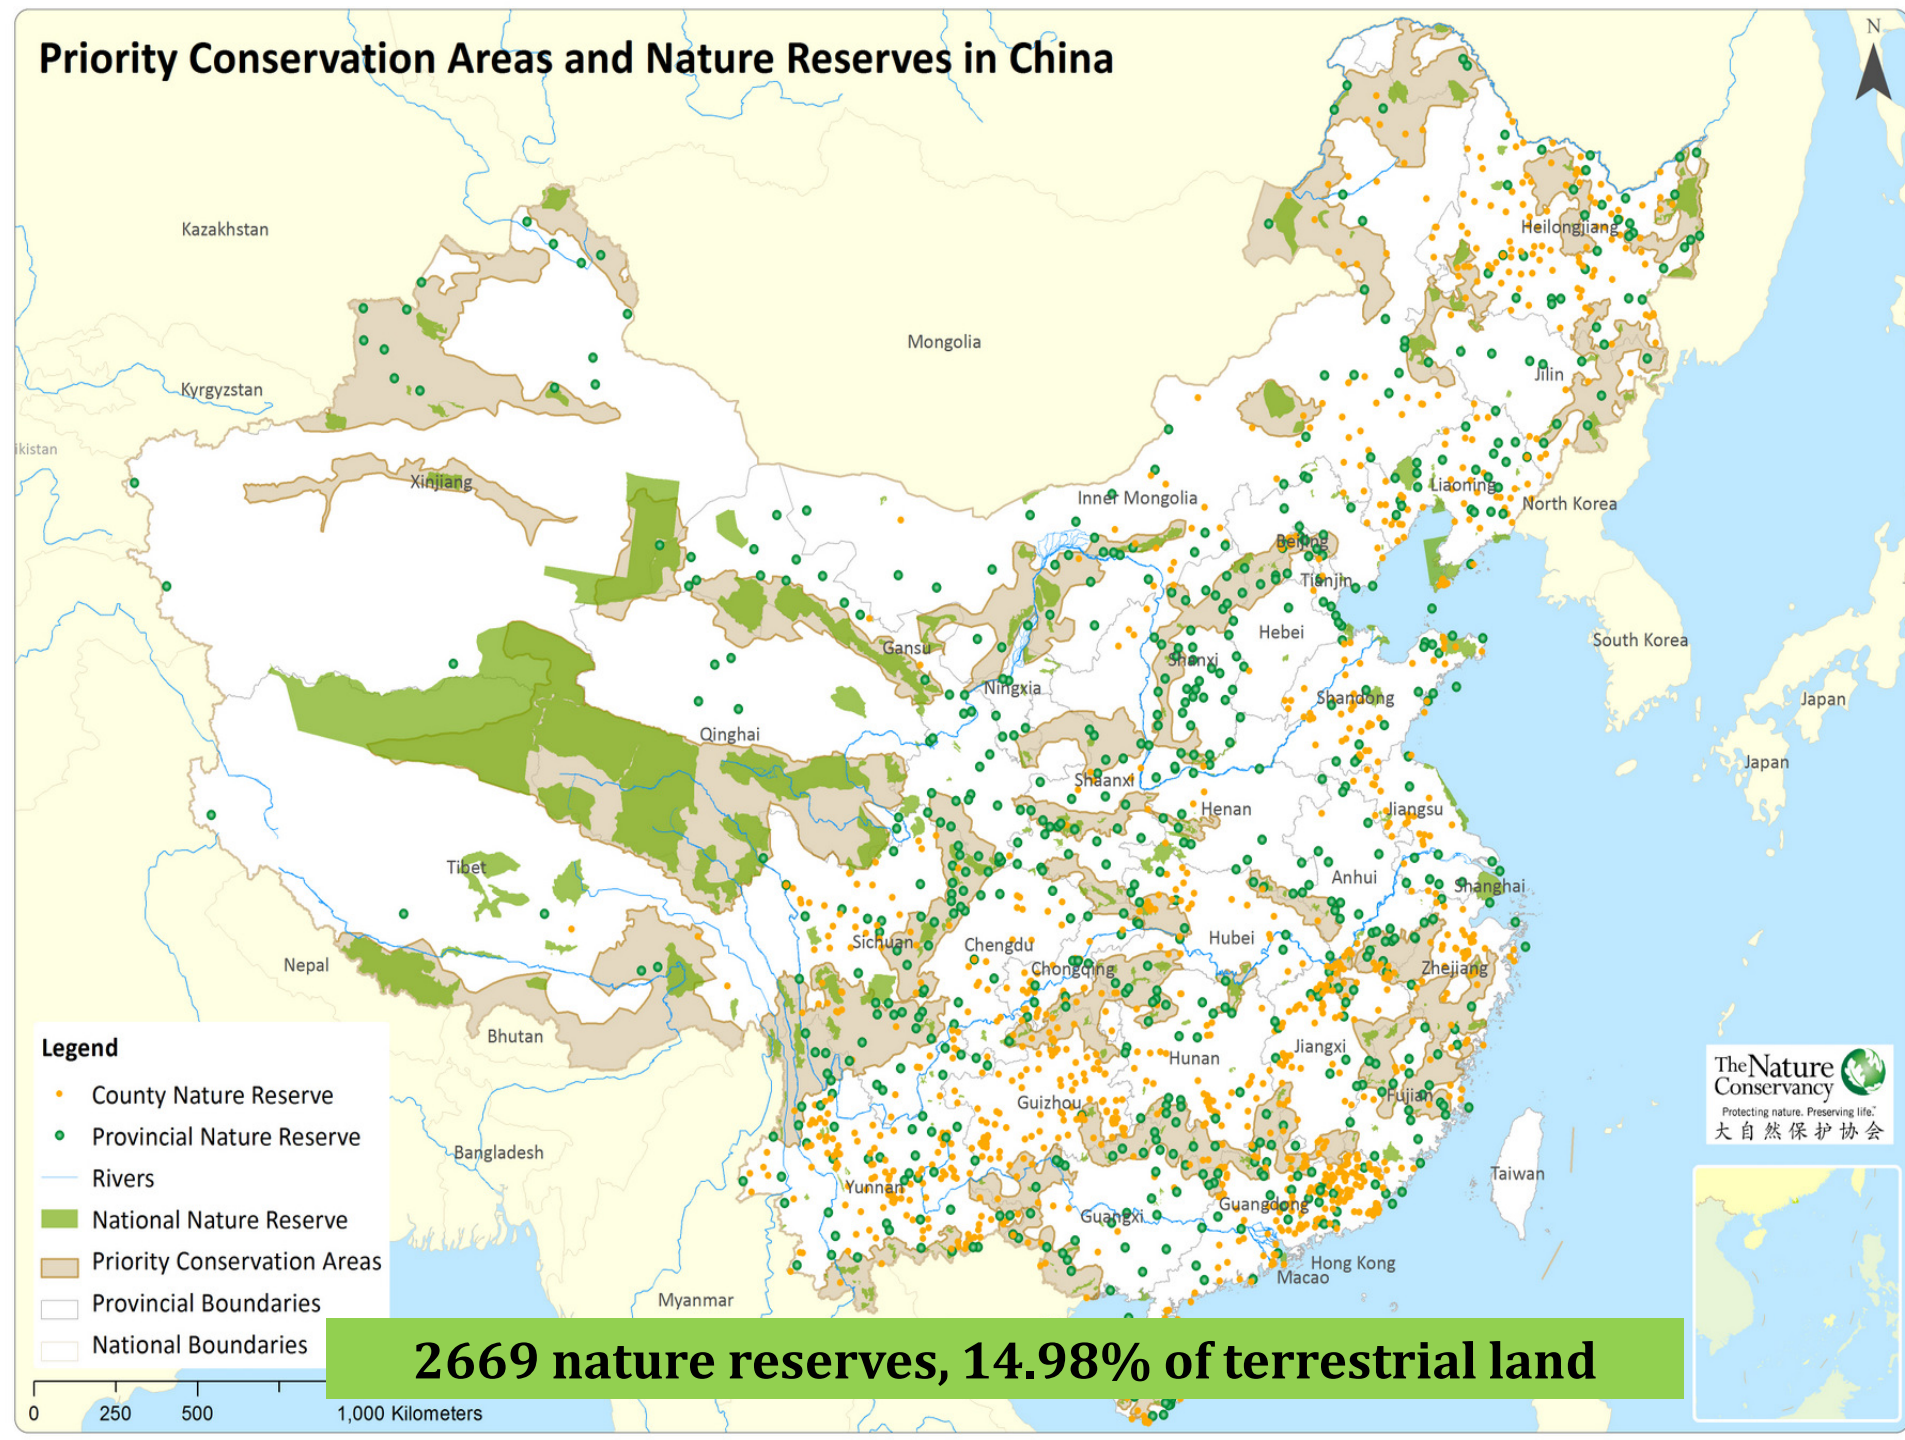 Priority Conservation Areas and Nature Reserves in China
N
Kazakhstan
Mongolia
Kyrgyzstan
ikistan
Heilongjiang
Jilin
Xinjiang
Inner Mongolia
Liaoning
North Korea
Beijing
Tianjin
Hebei
South Korea
Gansu
Shanxi
Ningxia
Shandong
Japan
Qinghai
Japan
Shaanxi
Henan
Jiangsu
Tibet
Anhui
Shanghai
Sichuan
Chengdu
Hubei
Nepal
Chongqing
Zhejiang
Bhutan
Hunan
Jiangxi
Guizhou
Fujian
Bangladesh
Yunnan
Taiwan
Guangxi
Guangdong
Hong Kong
Macao
Myanmar
Legend
County Nature Reserve
Provincial Nature Reserve
Rivers
National Nature Reserve
Priority Conservation Areas
Provincial Boundaries
National Boundaries
The Nature
Conservancy
Protecting nature. Preserving life.™
大自然保护协会
2669 nature reserves, 14.98% of terrestrial land
0 250 500 1,000 Kilometers